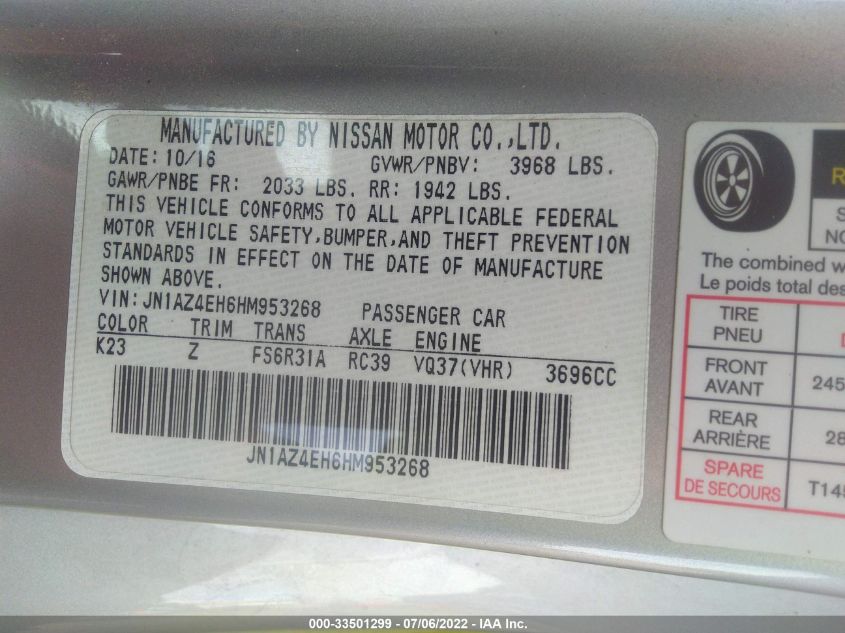 MANUFACTURED BY NISSAN MOTOR CO.,LTD.
DATE: 10/16 GVWR/PNBV: 3968 LBS.
GAWR/PNBE FR: 2033 LBS. RR: 1942 LBS.
THIS VEHICLE CONFORMS TO ALL APPLICABLE FEDERAL
MOTOR VEHICLE SAFETY,BUMPER,AND THEFT PREVENTION
STANDARDS IN EFFECT ON THE DATE OF MANUFACTURE
SHOWN ABOVE.
VIN:JN1AZ4EH6HM953268 PASSENGER CAR
COLOR TRIM TRANS AXLE ENGINE
K23 Z FS6R31A RC39 VQ37(VHR) 3696CC
JN1AZ4EH6HM953268
The combined
Le poids total
TIRE
PNEU
FRONT
AVANT
245
REAR
ARRIÈRE
28
SPARE
DE SECOURS
T14
000-33501299 - 07/06/2022 - IAA Inc.